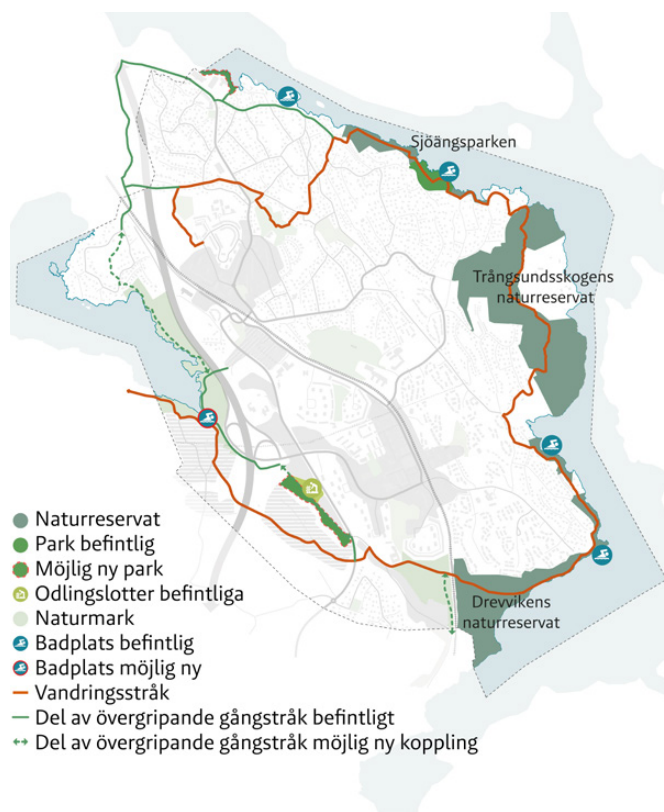 Sjöängsparken
Trångsundsskogens
naturreservat
Drevvikens
naturreservat
Naturreservat
Park befintlig
Möjlig ny park
Odlingslotter befintliga
Naturmark
Badplats befintlig
Badplats möjlig ny
Vandringsstråk
Del av övergripande gångstråk befintligt
Del av övergripande gångstråk möjlig ny koppling